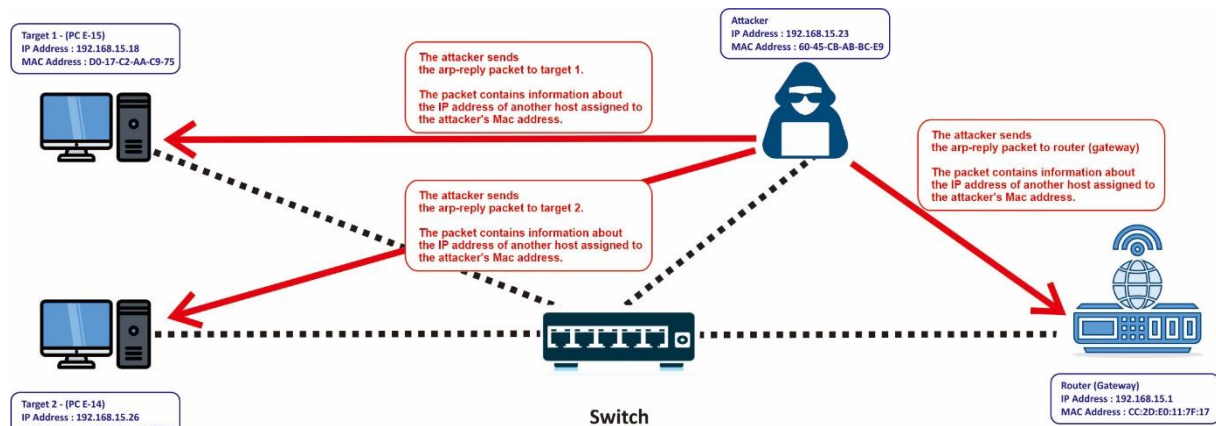 Target 1 - (PC E-15)
IP Address : 192.168.15.18
MAC Address : D0-17-C2-AA-C9-75
Attacker
IP Address : 192.168.15.23
MAC Address : 60-45-CB-AB-BC-E9
The attacker sends
the arp-reply packet to target 1.
The packet contains information about
the IP address of another host assigned to
the attacker's Mac address.
The attacker sends
the arp-reply packet to router (gateway)
The packet contains information about
the IP address of another host assigned to
the attacker's Mac address.
The attacker sends
the arp-reply packet to target 2.
The packet contains information about
the IP address of another host assigned to
the attacker's Mac address.
Target 2 - (PC E-14)
IP Address : 192.168.15.26
Switch
Router (Gateway)
IP Address : 192.168.15.1
MAC Address : CC:2D:E0:11:7F:17